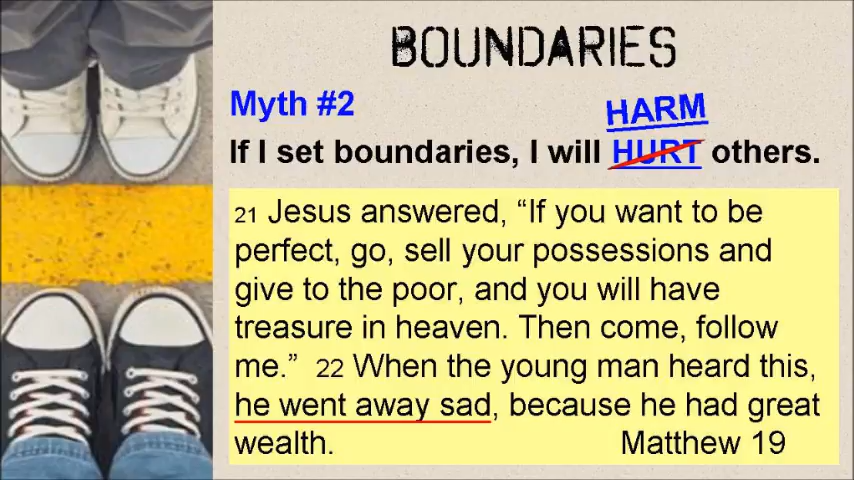 BOUNDARIES
Myth #2
HARM
If I set boundaries, I will HURT others.
21 Jesus answered, “If you want to be
perfect, go, sell your possessions and
give to the poor, and you will have
treasure in heaven. Then come, follow
me.” 22 When the young man heard this,
he went away sad, because he had great
wealth. Matthew 19